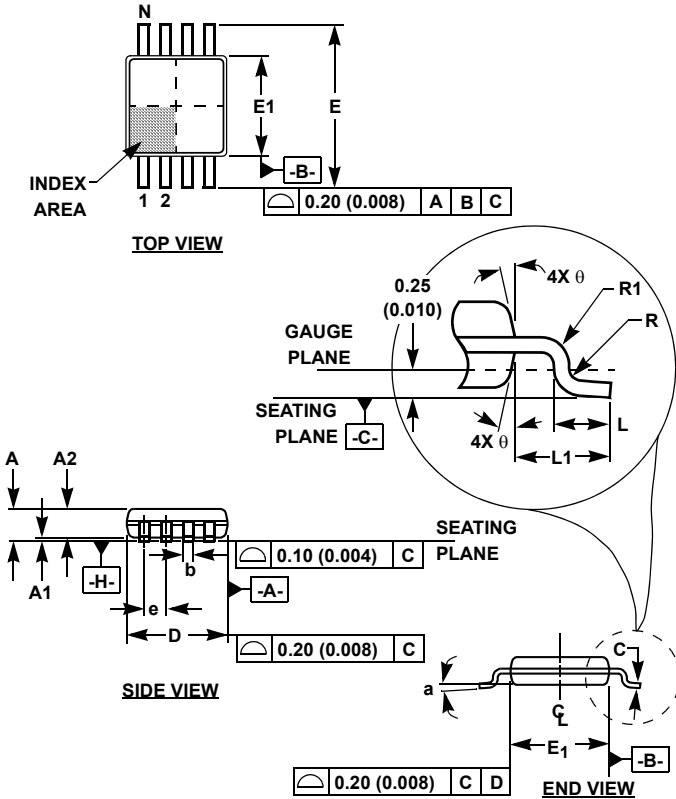 N
E1
E
-B-
INDEX
AREA
1 2
⌓ 0.20 (0.008) A B C
TOP VIEW
0.25
(0.010)
4X θ
R1
R
GAUGE
PLANE
SEATING
PLANE
-C-
4X θ
L
L1
A A2
SEATING
PLANE
⌓ 0.10 (0.004) C
b
-H-
A1
-A-
e
D
⌓ 0.20 (0.008) C
SIDE VIEW
C
a
CL
E1
-B-
⌓ 0.20 (0.008) C D
END VIEW